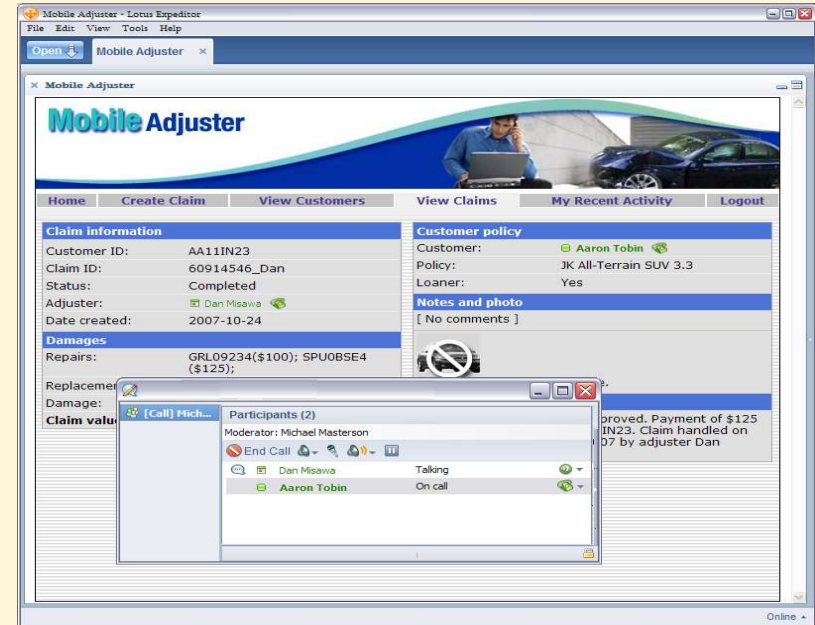 Mobile Adjuster - Lotus Expeditor
File Edit View Tools Help
Open Mobile Adjuster ×
× Mobile Adjuster
Mobile Adjuster
Home Create Claim View Customers View Claims My Recent Activity Logout
Claim information
Customer ID: AA11IN23
Claim ID: 60914546_Dan
Status: Completed
Adjuster: Dan Misawa
Date created: 2007-10-24
Damages
Repairs: GRL09234($100); SPU0BSE4
($125);
Replacemen
Damage:
Claim valu
Customer policy
Customer: Aaron Tobin
Policy: JK All-Terrain SUV 3.3
Loaner: Yes
Notes and photo
[ No comments ]
e.
proved. Payment of $125
IN23. Claim handled on
07 by adjuster Dan
[Call] Mich...
Participants (2)
Moderator: Michael Masterson
End Call
Dan Misawa Talking
Aaron Tobin On call
Online